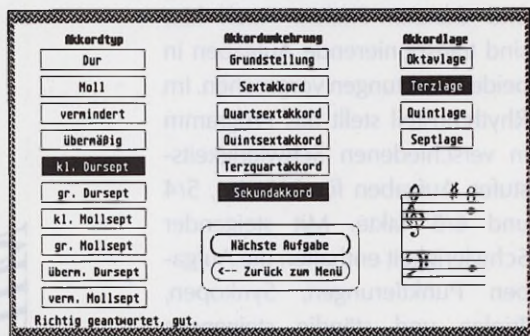 Akkordtyp
Dur
Moll
vermindert
übermäßig
kl. Dursept
gr. Dursept
kl. Mollsept
gr. Mollsept
überm. Dursept
verm. Mollsept
Akkordumkehrung
Grundstellung
Sextakkord
Quartsextakkord
Quintsextakkord
Terzquartakkord
Sekundakkord
Nächste Aufgabe
<-- Zurück zum Menü
Akkordlage
Oktavlage
Terzlage
Quintlage
Septlage
Richtig geantwortet, gut.